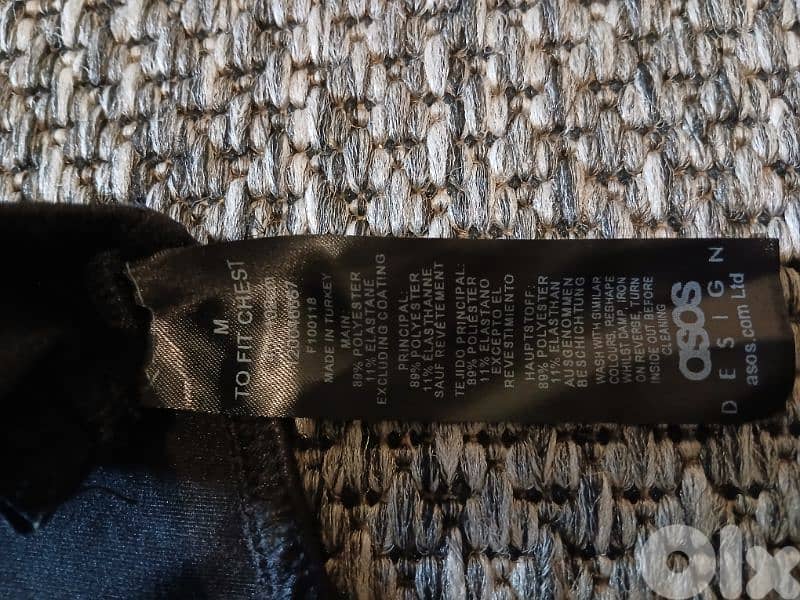 asos
DESIGN
asos.com Ltd
M
TO FIT CHEST
F100118
MADE IN TURKEY
MAIN:
89% POLYESTER
11% ELASTANE
EXCLUDING COATING
PRINCIPAL:
89% POLYESTER
11% ÉLASTHANNE
SAUF REVÊTEMENT
TEJIDO PRINCIPAL:
89% POLIÉSTER
11% ELASTANO
EXCEPTO EL
REVESTIMIENTO
HAUPTSTOFF:
89% POLYESTER
11% ELASTHAN
AUSGENOMMEN
BESCHICHTUNG
WASH WITH SIMILAR
COLOURS, RESHAPE
WHILST DAMP, IRON
ON REVERSE, TURN
INSIDE OUT BEFORE
CLEANING
olx